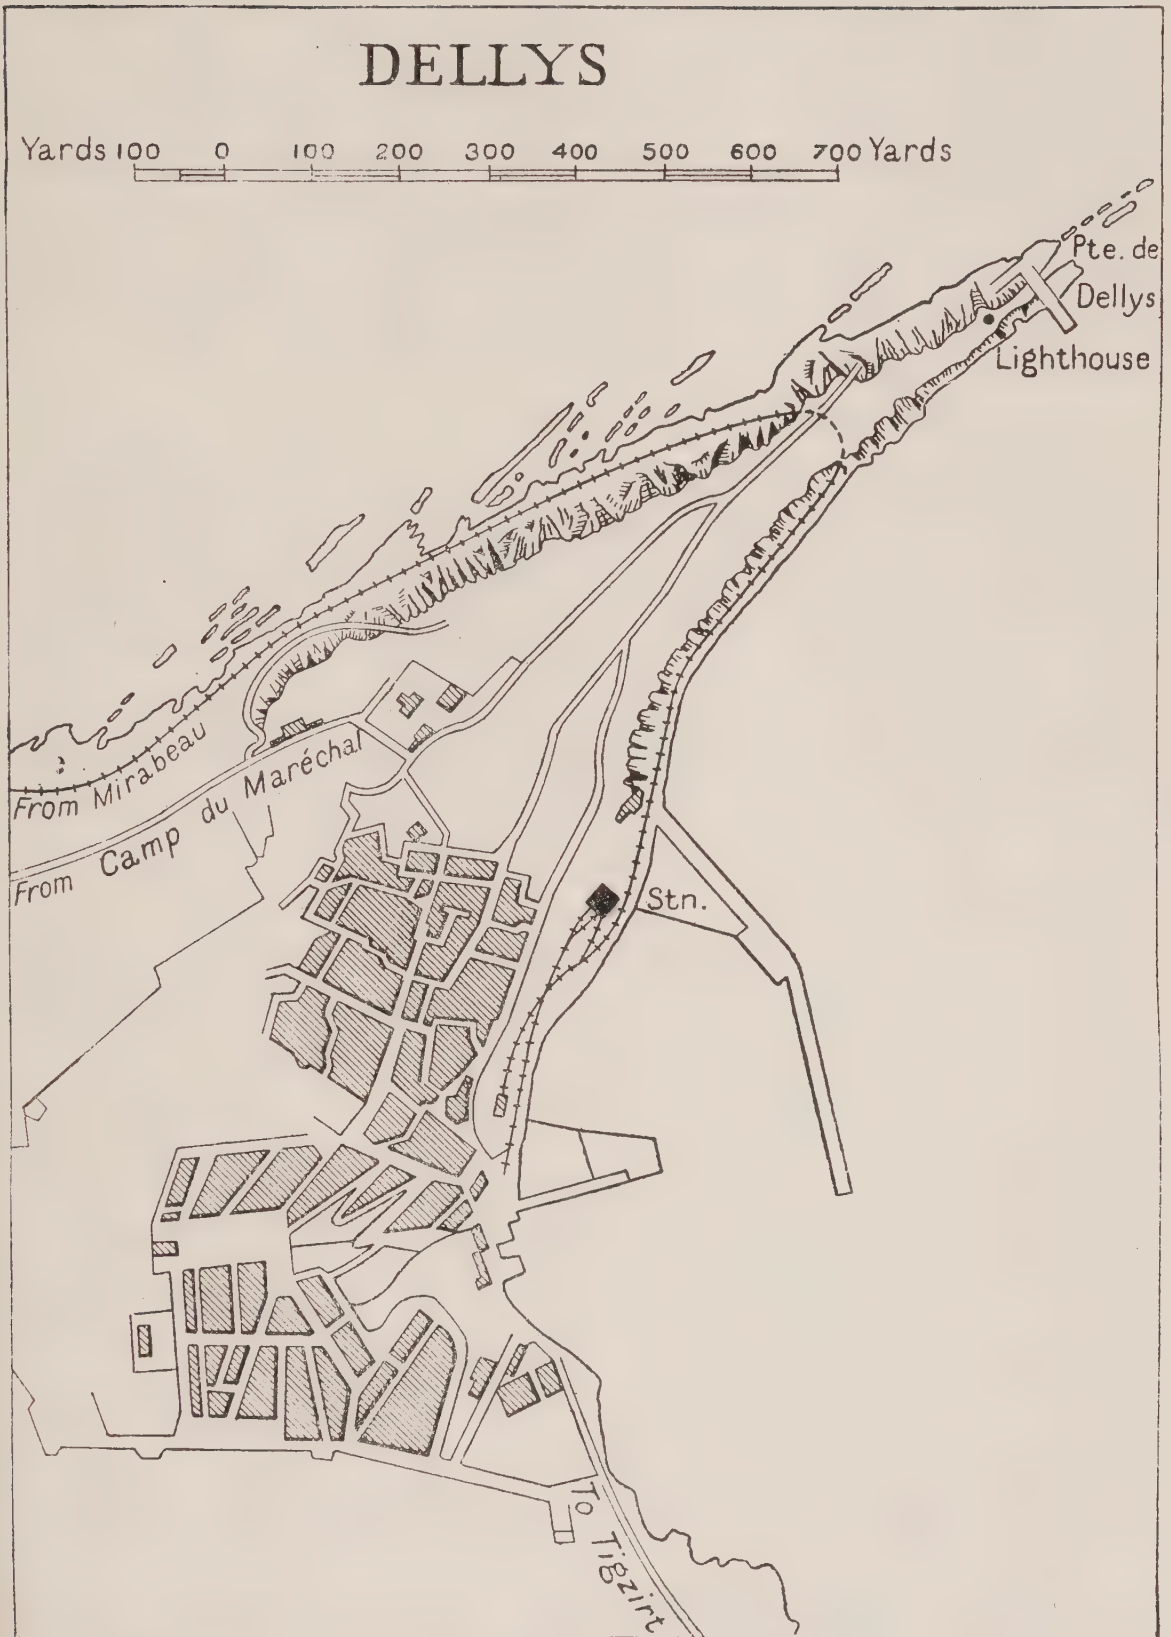 DELLYS
Yards 100 0 100 200 300 400 500 600 700 Yards
Pte. de
Dellys
Lighthouse
From Mirabeau
From Camp du Maréchal
Stn.
To Tigzirt